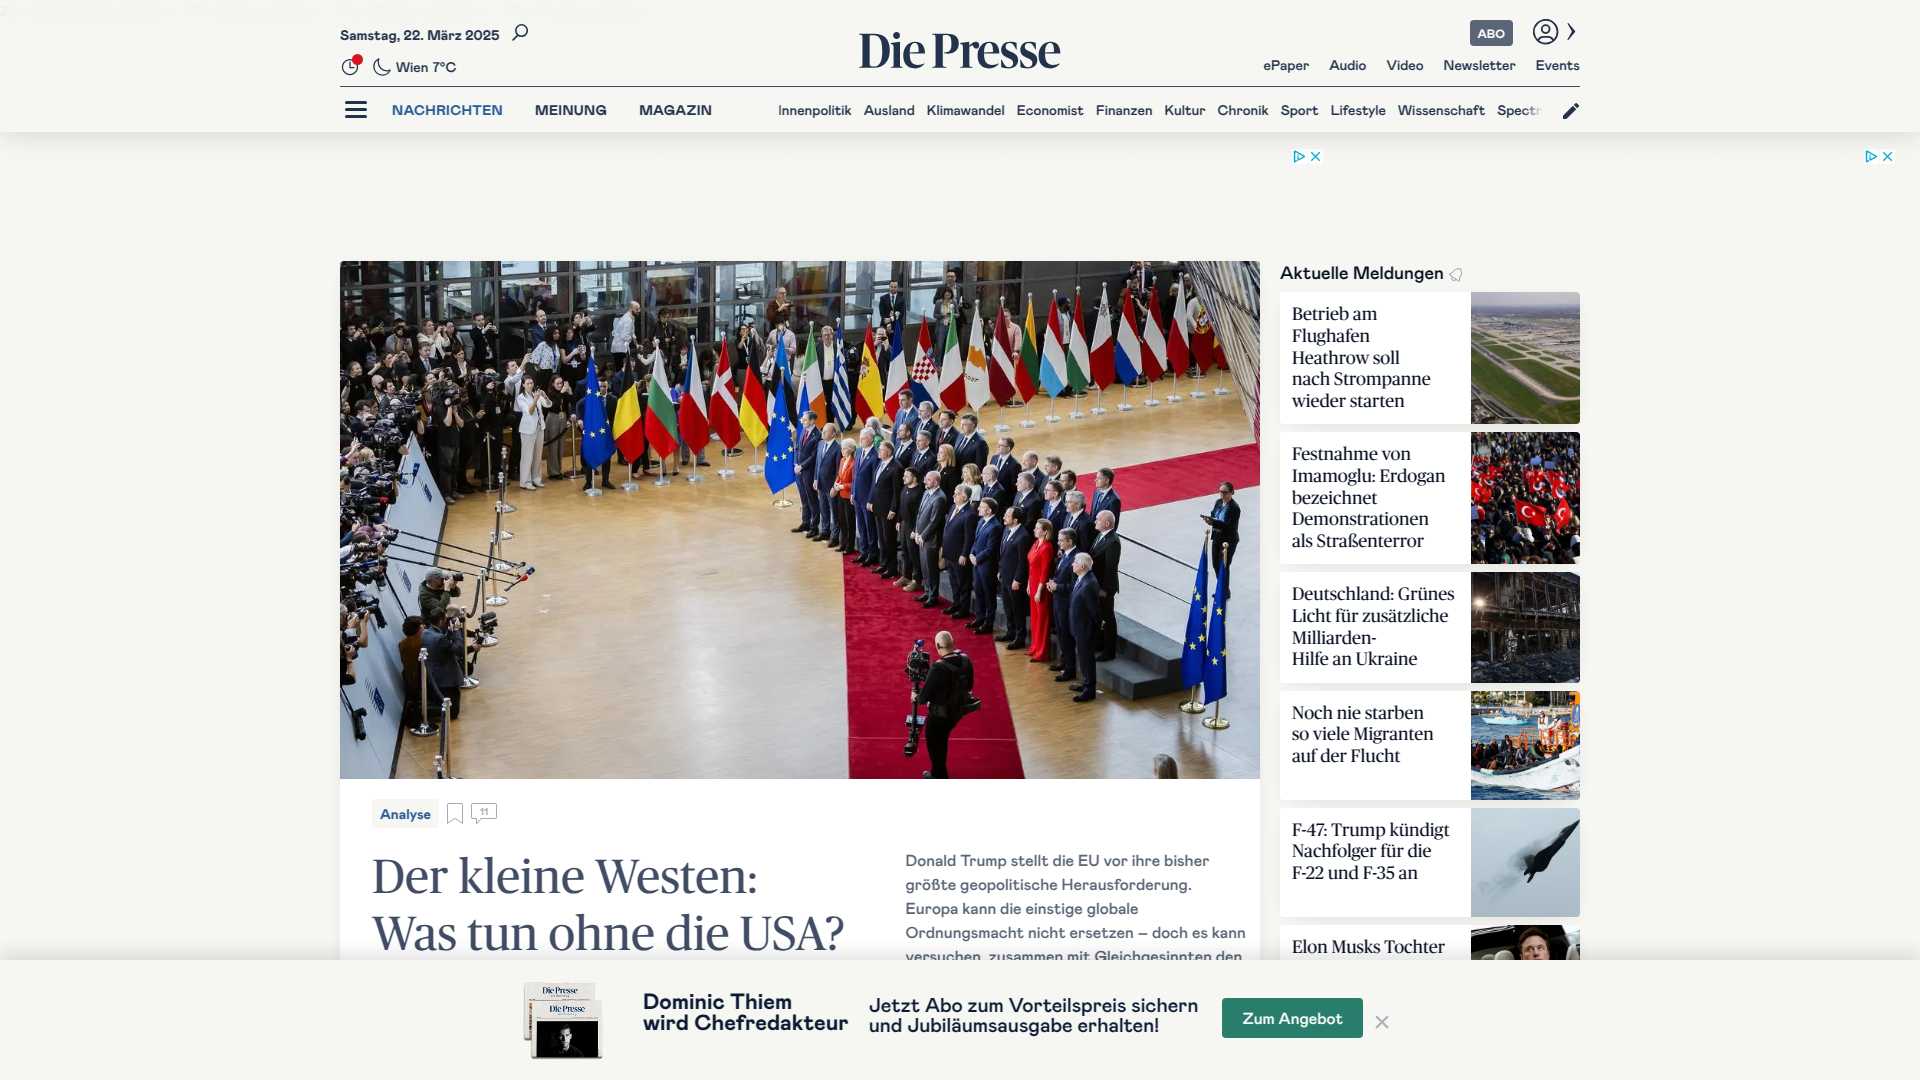 Samstag, 22. März 2025
Die Presse
ABO
Wien 7°C
ePaper Audio Video Newsletter Events
NACHRICHTEN MEINUNG MAGAZIN Innenpolitik Ausland Klimawandel Economist Finanzen Kultur Chronik Sport Lifestyle Wissenschaft Spectr
Aktuelle Meldungen
Betrieb am
Flughafen
Heathrow soll
nach Strompanne
wieder starten
Festnahme von
Imamoglu: Erdogan
bezeichnet
Demonstrationen
als Straßenterror
Deutschland: Grünes
Licht für zusätzliche
Milliarden-
Hilfe an Ukraine
Noch nie starben
so viele Migranten
auf der Flucht
F-47: Trump kündigt
Nachfolger für die
F-22 und F-35 an
Elon Musks Tochter
Analyse
11
Der kleine Westen:
Was tun ohne die USA?
Donald Trump stellt die EU vor ihre bisher
größte geopolitische Herausforderung.
Europa kann die einstige globale
Ordnungsmacht nicht ersetzen – doch es kann
versuchen, zusammen mit Gleichgesinnten den
Die Presse
Die Presse
Dominic Thiem
wird Chefredakteur
Jetzt Abo zum Vorteilspreis sichern
und Jubiläumsausgabe erhalten!
Zum Angebot